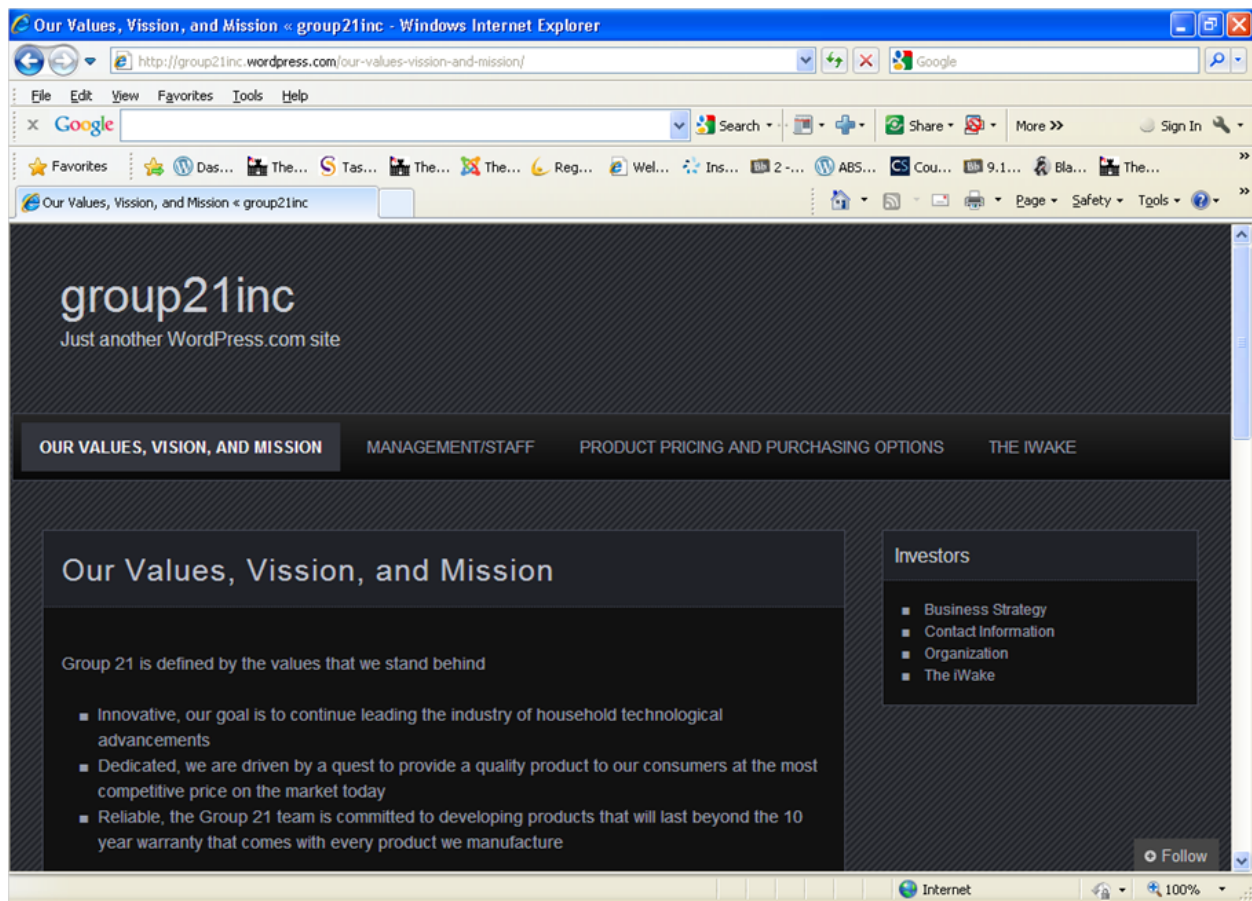 Our Values, Vission, and Mission « group21inc - Windows Internet Explorer
http://group21inc.wordpress.com/our-values-vission-and-mission/
Google
File Edit View Favorites Tools Help
x Google Search Share More >> Sign In
Favorites Das... The... Tas... The... The... Reg... Wel... Ins... 2 -... ABS... Cou... 9.1... Bla... The... »
Our Values, Vission, and Mission « group21inc Page Safety Tools »
group21inc
Just another WordPress.com site
OUR VALUES, VISION, AND MISSION MANAGEMENT/STAFF PRODUCT PRICING AND PURCHASING OPTIONS THE IWAKE
Our Values, Vission, and Mission
Group 21 is defined by the values that we stand behind
Innovative, our goal is to continue leading the industry of household technological
advancements
Dedicated, we are driven by a quest to provide a quality product to our consumers at the most
competitive price on the market today
Reliable, the Group 21 team is committed to developing products that will last beyond the 10
year warranty that comes with every product we manufacture
Investors
Business Strategy
Contact Information
Organization
The iWake
Follow
Internet 100%